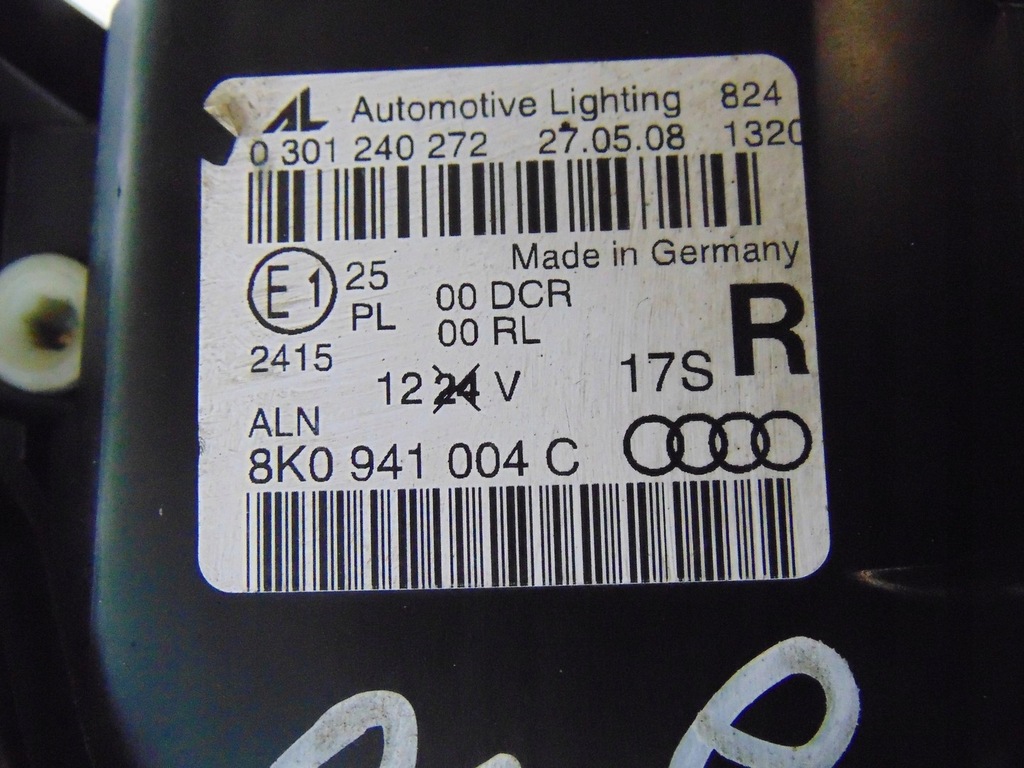 AL Automotive Lighting 824
0 301 240 272 27.05.08 1320
Made in Germany
E1 25 00 DCR R
PL 00 RL
2415
12 24 V 17S
ALN
8K0 941 004 C